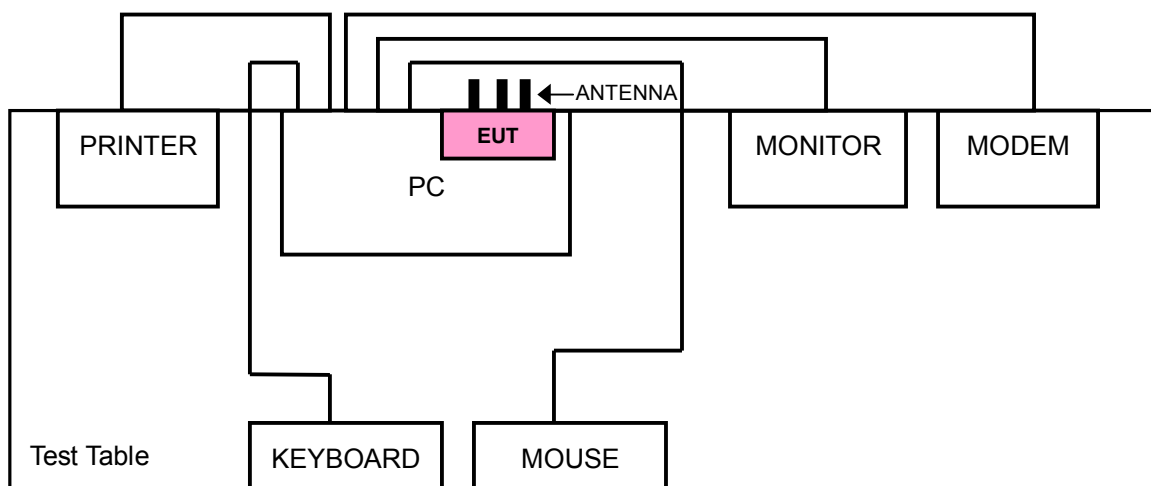 ANTENNA
PRINTER
EUT
MONITOR
MODEM
PC
Test Table
KEYBOARD
MOUSE